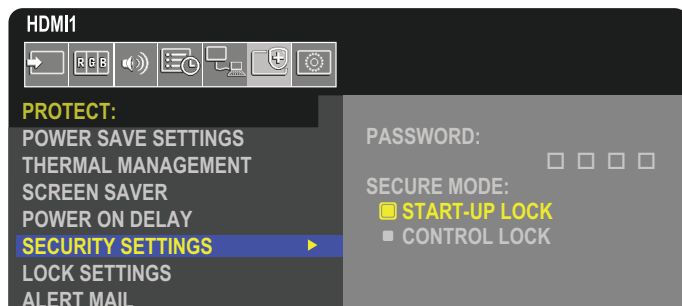 HDMI1
RGB
PROTECT:
POWER SAVE SETTINGS
THERMAL MANAGEMENT
SCREEN SAVER
POWER ON DELAY
SECURITY SETTINGS
LOCK SETTINGS
ALERT MAIL
PASSWORD:
SECURE MODE:
START-UP LOCK
CONTROL LOCK